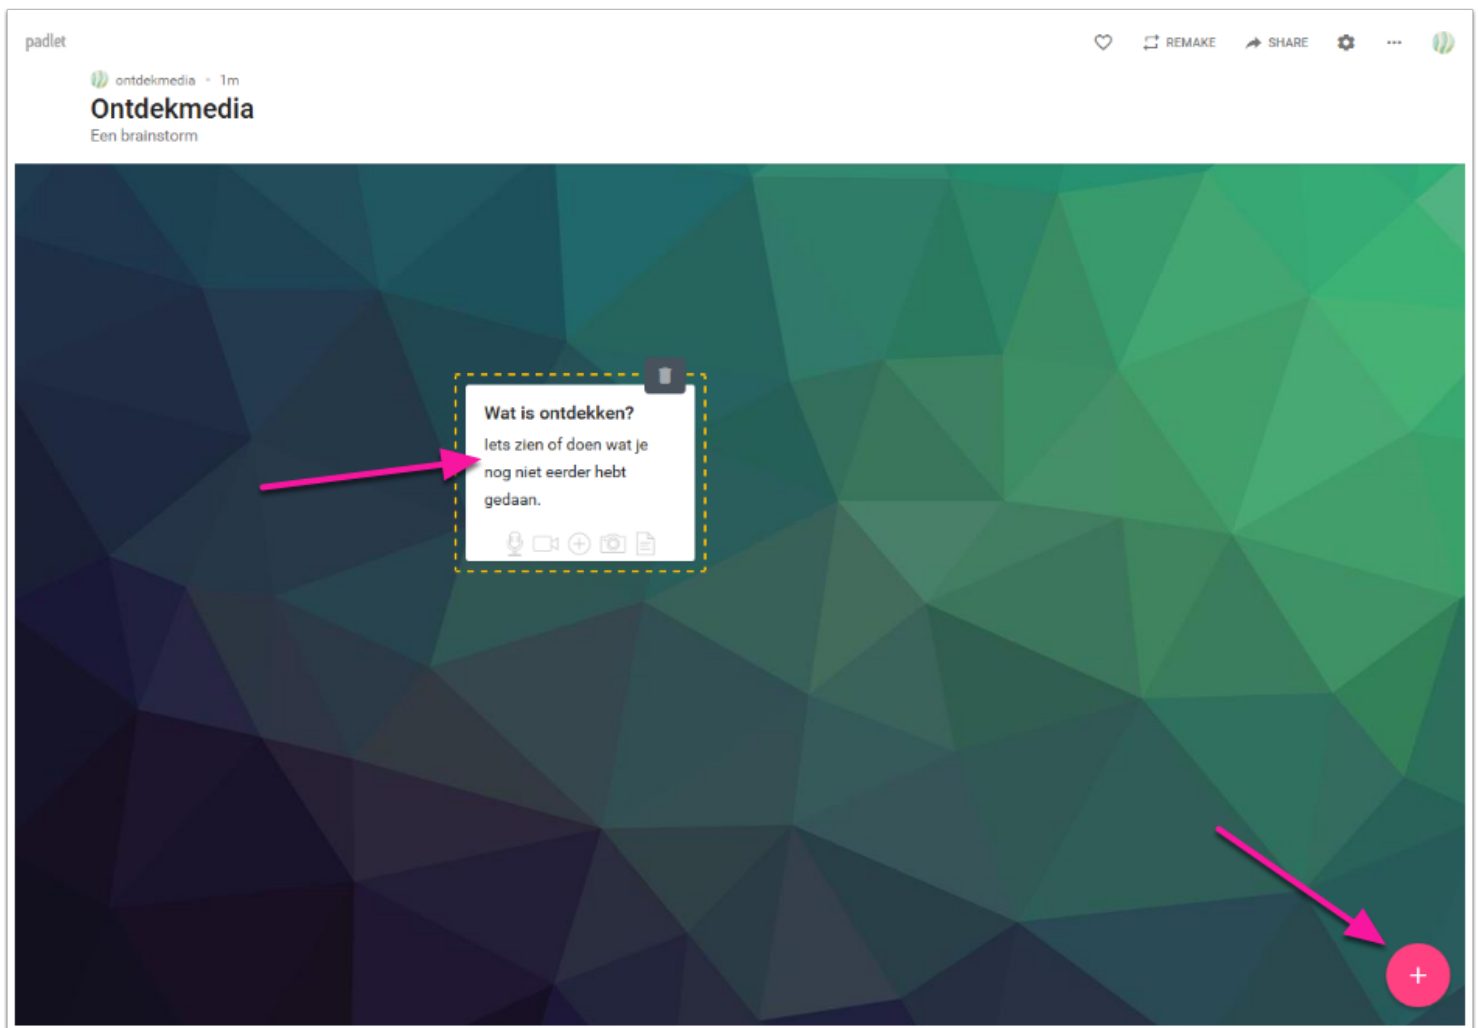 padlet
REMAKE
SHARE
ontdekmedia • 1m
Ontdekmedia
Een brainstorm
Wat is ontdekken?
Iets zien of doen wat je
nog niet eerder hebt
gedaan.